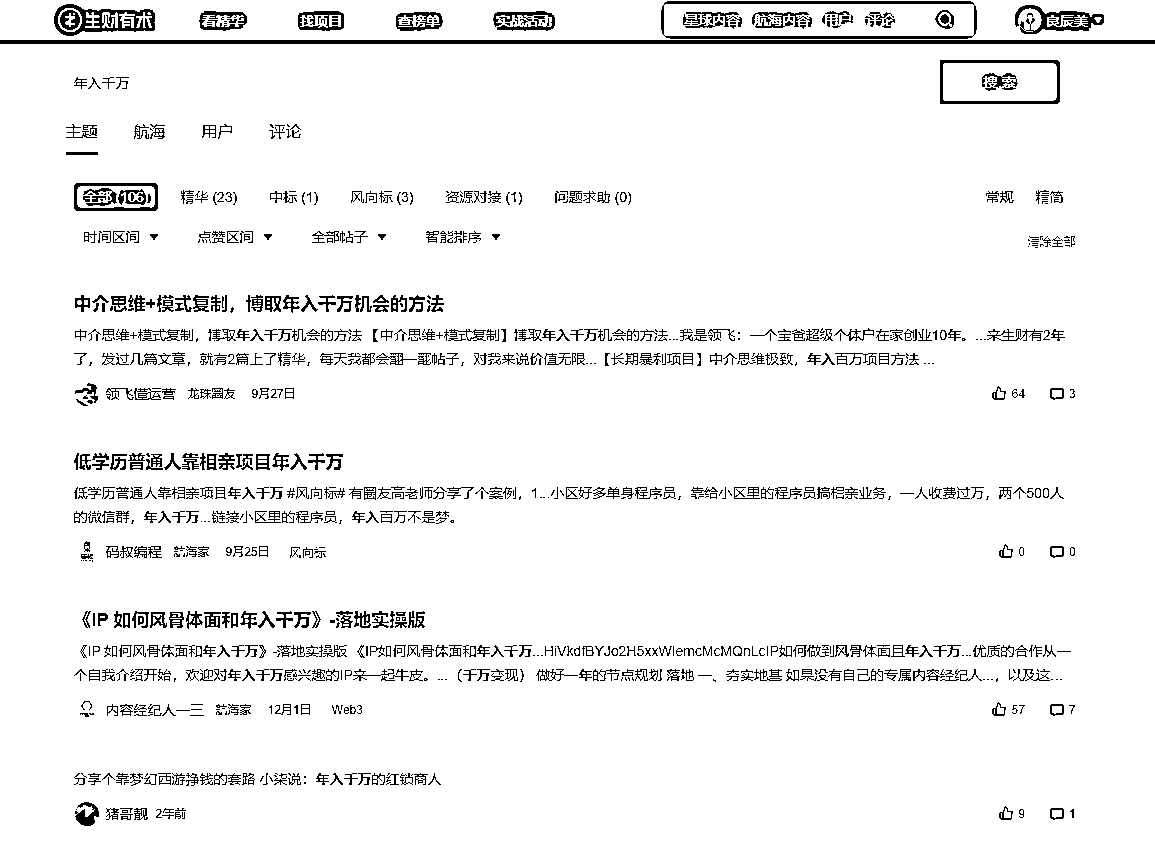 生财有术 看精华 找项目 查榜单 实战活动 星球内容 航海内容 用户 评论 良辰美
年入千万 搜索
主题 航海 用户 评论
全部 (106) 精华 (23) 中标 (1) 风向标 (3) 资源对接 (1) 问题求助 (0) 常规 精简
时间区间 点赞区间 全部帖子 智能排序 清除全部
中介思维+模式复制，博取年入千万机会的方法
中介思维+模式复制，博取年入千万机会的方法 【中介思维+模式复制】博取年入千万机会的方法...我是领飞：一个宝爸超级个体户在家创业10年。...来生财有2年
了，发过几篇文章，就有2篇上了精华，每天我都会翻一翻帖子，对我来说价值无限...【长期暴利项目】中介思维极致，年入百万项目方法 ...
领飞信运营 龙珠圈友 9月27日 64 3
低学历普通人靠相亲项目年入千万
低学历普通人靠相亲项目年入千万 #风向标# 有圈友高老师分享了个案例，1...小区好多单身程序员，靠给小区里的程序员搞相亲业务，一人收费过万，两个500人
的微信群，年入千万...链接小区里的程序员，年入百万不是梦。
码叔编程 航海家 9月25日 风向标 0 0
《IP 如何风骨体面和年入千万》-落地实操版
《IP 如何风骨体面和年入千万》-落地实操版 《IP如何风骨体面和年入千万...HiVkdfBYJo2H5xxWIemcMcMQnLcIP如何做到风骨体面且年入千万...优质的合作从一
个自我介绍开始，欢迎对年入千万感兴趣的IP来一起牛皮。...（千万变现） 做好一年的节点规划 落地 一、夯实地基 如果没有自己的专属内容经纪人...，以及这...
内容经纪人一三 航海家 12月1日 Web3 57 7
分享个靠梦幻西游挣钱的套路 小柒说：年入千万的红锁商人
猪哥靓 2年前 9 1